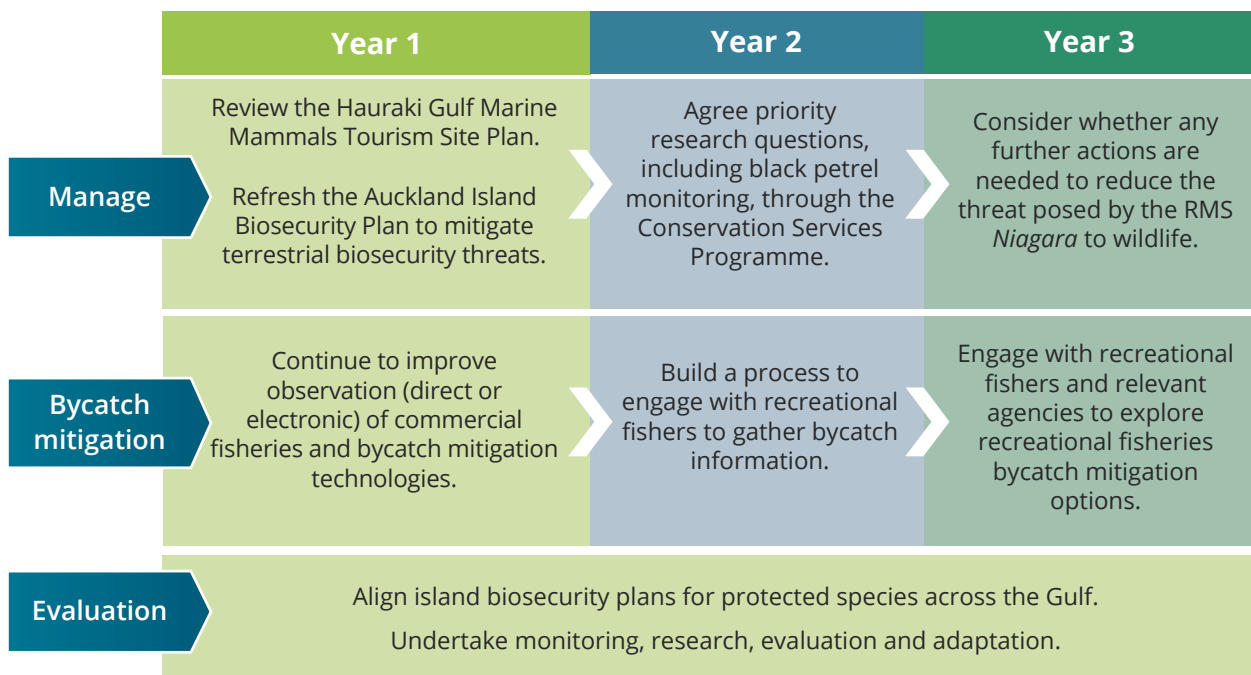 Year 1
Year 2
Year 3
Manage
Review the Hauraki Gulf Marine
Mammals Tourism Site Plan.
Refresh the Auckland Island
Biosecurity Plan to mitigate
terrestrial biosecurity threats.
Agree priority
research questions,
including black petrel
monitoring, through the
Conservation Services
Programme.
Consider whether any
further actions are
needed to reduce the
threat posed by the RMS
Niagara to wildlife.
Bycatch
mitigation
Continue to improve
observation (direct or
electronic) of commercial
fisheries and bycatch mitigation
technologies.
Build a process to
engage with recreational
fishers to gather bycatch
information.
Engage with recreational
fishers and relevant
agencies to explore
recreational fisheries
bycatch mitigation
options.
Evaluation
Align island biosecurity plans for protected species across the Gulf.
Undertake monitoring, research, evaluation and adaptation.